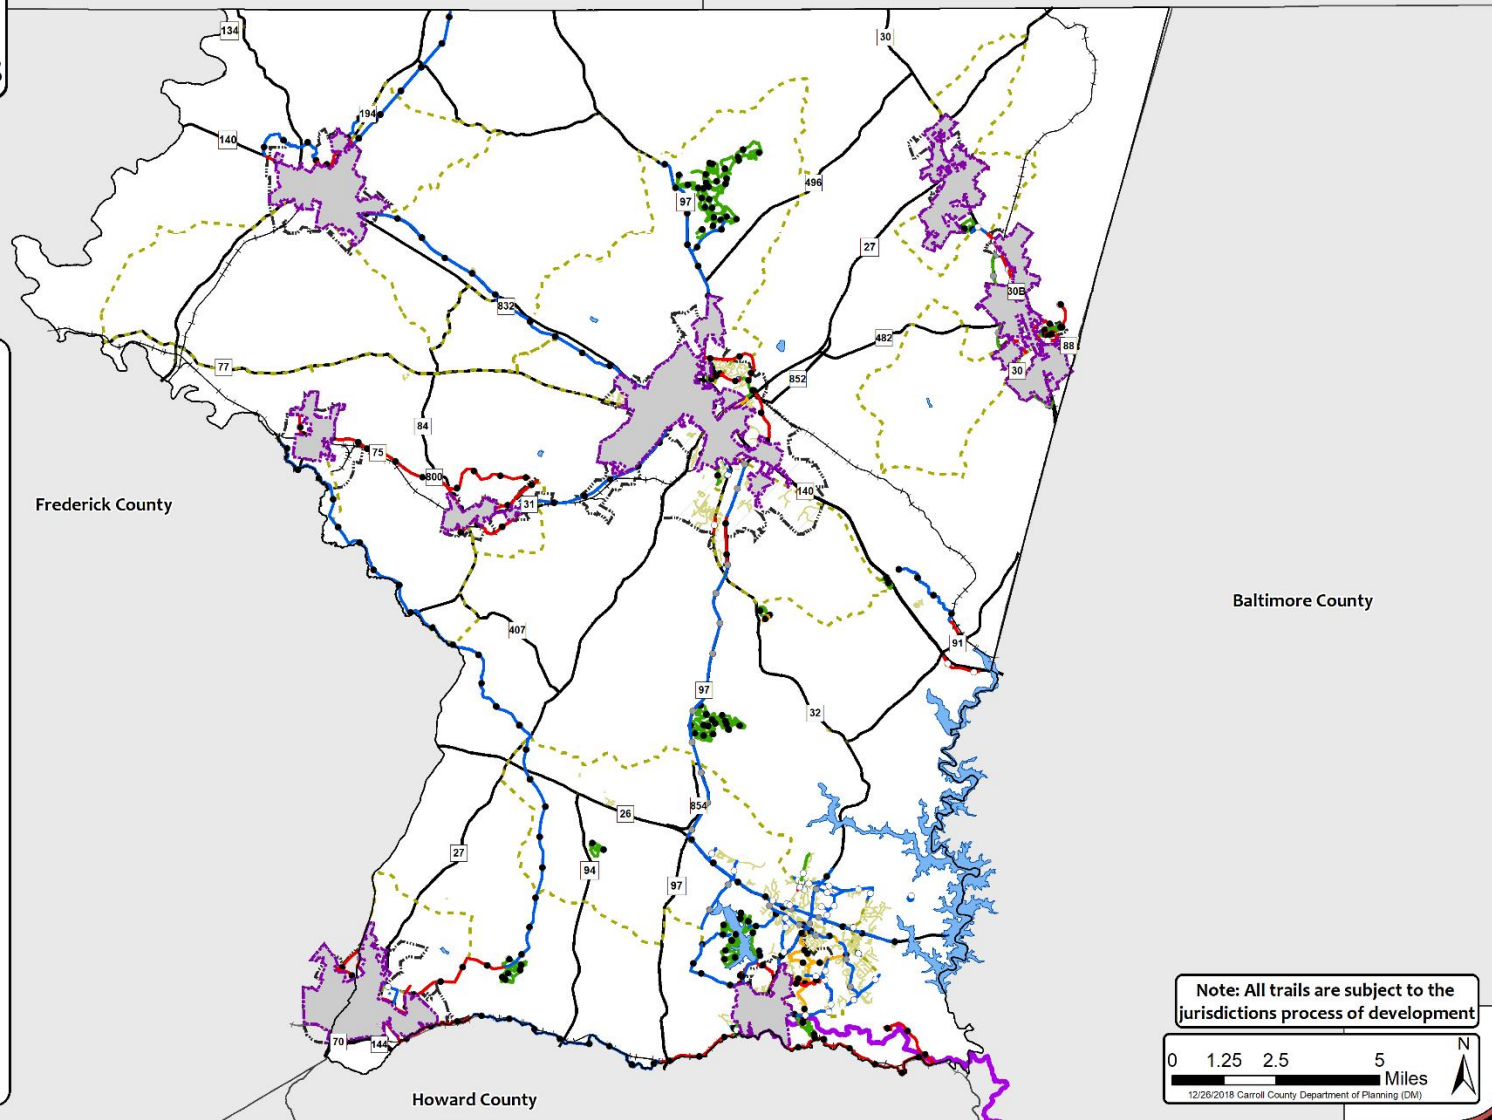 134
30
194
140
496
97
27
30B
832
482
88
77
30
852
84
75
800
140
31
Frederick County
Baltimore County
407
91
97
32
854
26
27
94
97
Note: All trails are subject to the
jurisdictions process of development
70
144
N
0 1.25 2.5 5
Miles
12/26/2018 Carroll County Department of Planning (DM)
Howard County